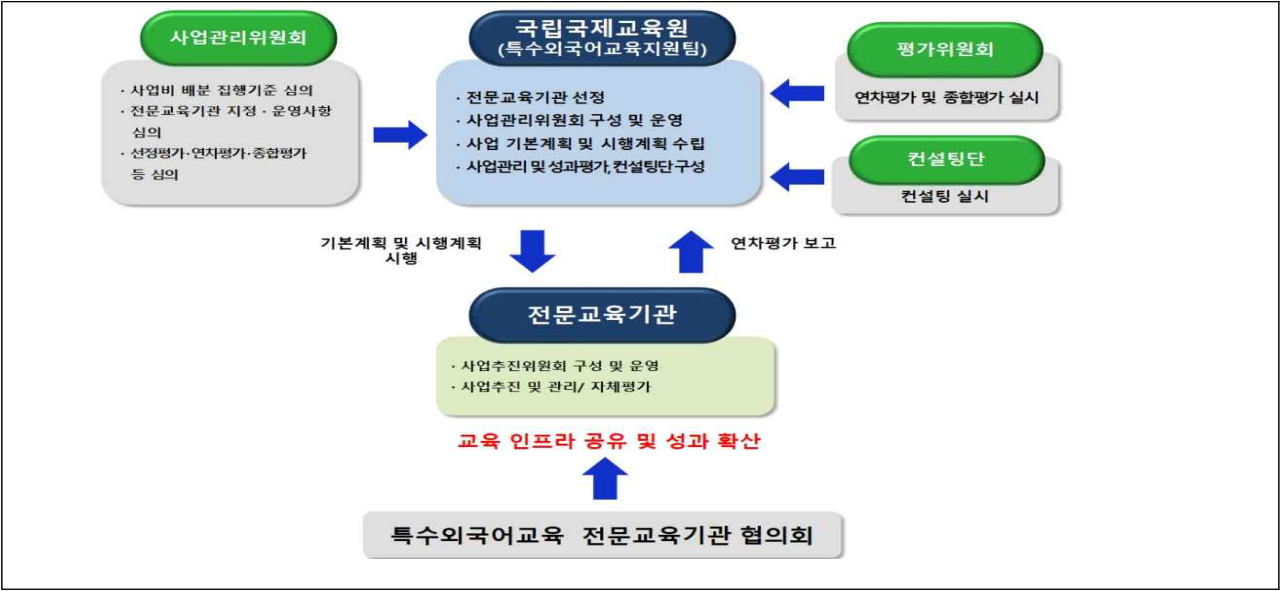 사업관리위원회
· 사업비 배분 집행기준 심의
· 전문교육기관 지정 · 운영사항
심의
· 선정평가·연차평가·종합평가
등 심의
국립국제교육원
(특수외국어교육지원팀)
· 전문교육기관 선정
· 사업관리위원회 구성 및 운영
· 사업 기본계획 및 시행계획 수립
· 사업관리 및 성과평가, 컨설팅단 구성
평가위원회
연차평가 및 종합평가 실시
컨설팅단
컨설팅 실시
기본계획 및 시행계획
시행
연차평가 보고
전문교육기관
· 사업추진위원회 구성 및 운영
· 사업추진 및 관리/ 자체평가
교육 인프라 공유 및 성과 확산
특수외국어교육 전문교육기관 협의회